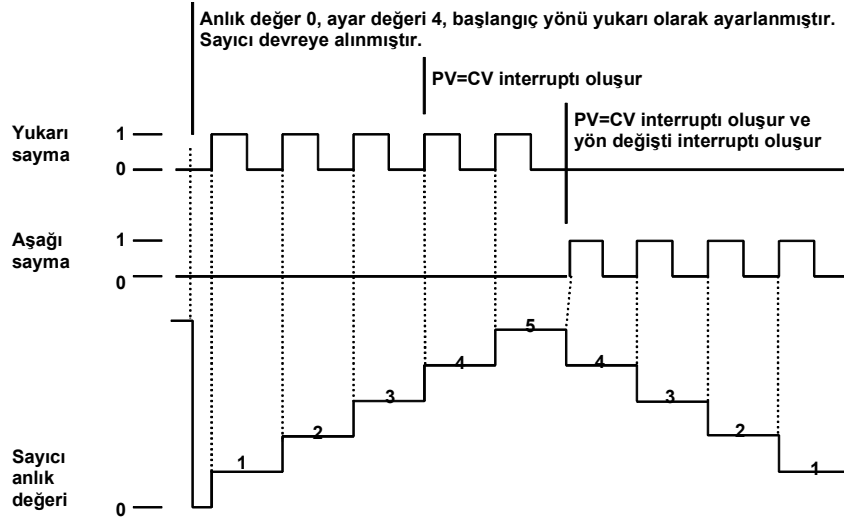 Anlık değer 0, ayar değeri 4, başlangıç yönü yukarı olarak ayarlanmıştır.
Sayıcı devreye alınmıştır.
PV=CV interruptı oluşur
PV=CV interruptı oluşur ve
yön değişti interruptı oluşur
Yukarı
sayma
1
0
Aşağı
sayma
1
0
5
4
4
3
3
2
2
1
1
Sayıcı
anlık
değeri
0